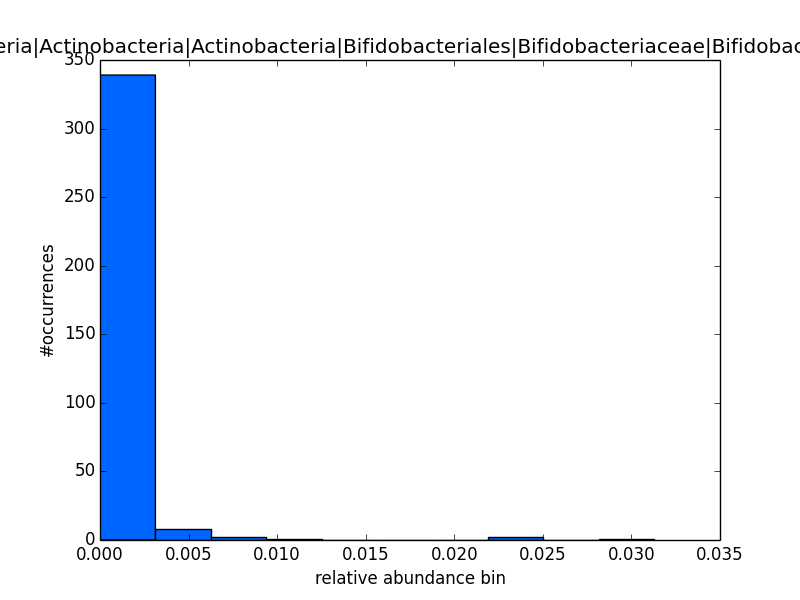 eria|Actinobacteria|Actinobacteria|Bifidobacteriales|Bifidobacteriaceae|Bifidobac
350
300
250
200
150
100
50
0
#occurrences
0.000 0.005 0.010 0.015 0.020 0.025 0.030 0.035
relative abundance bin